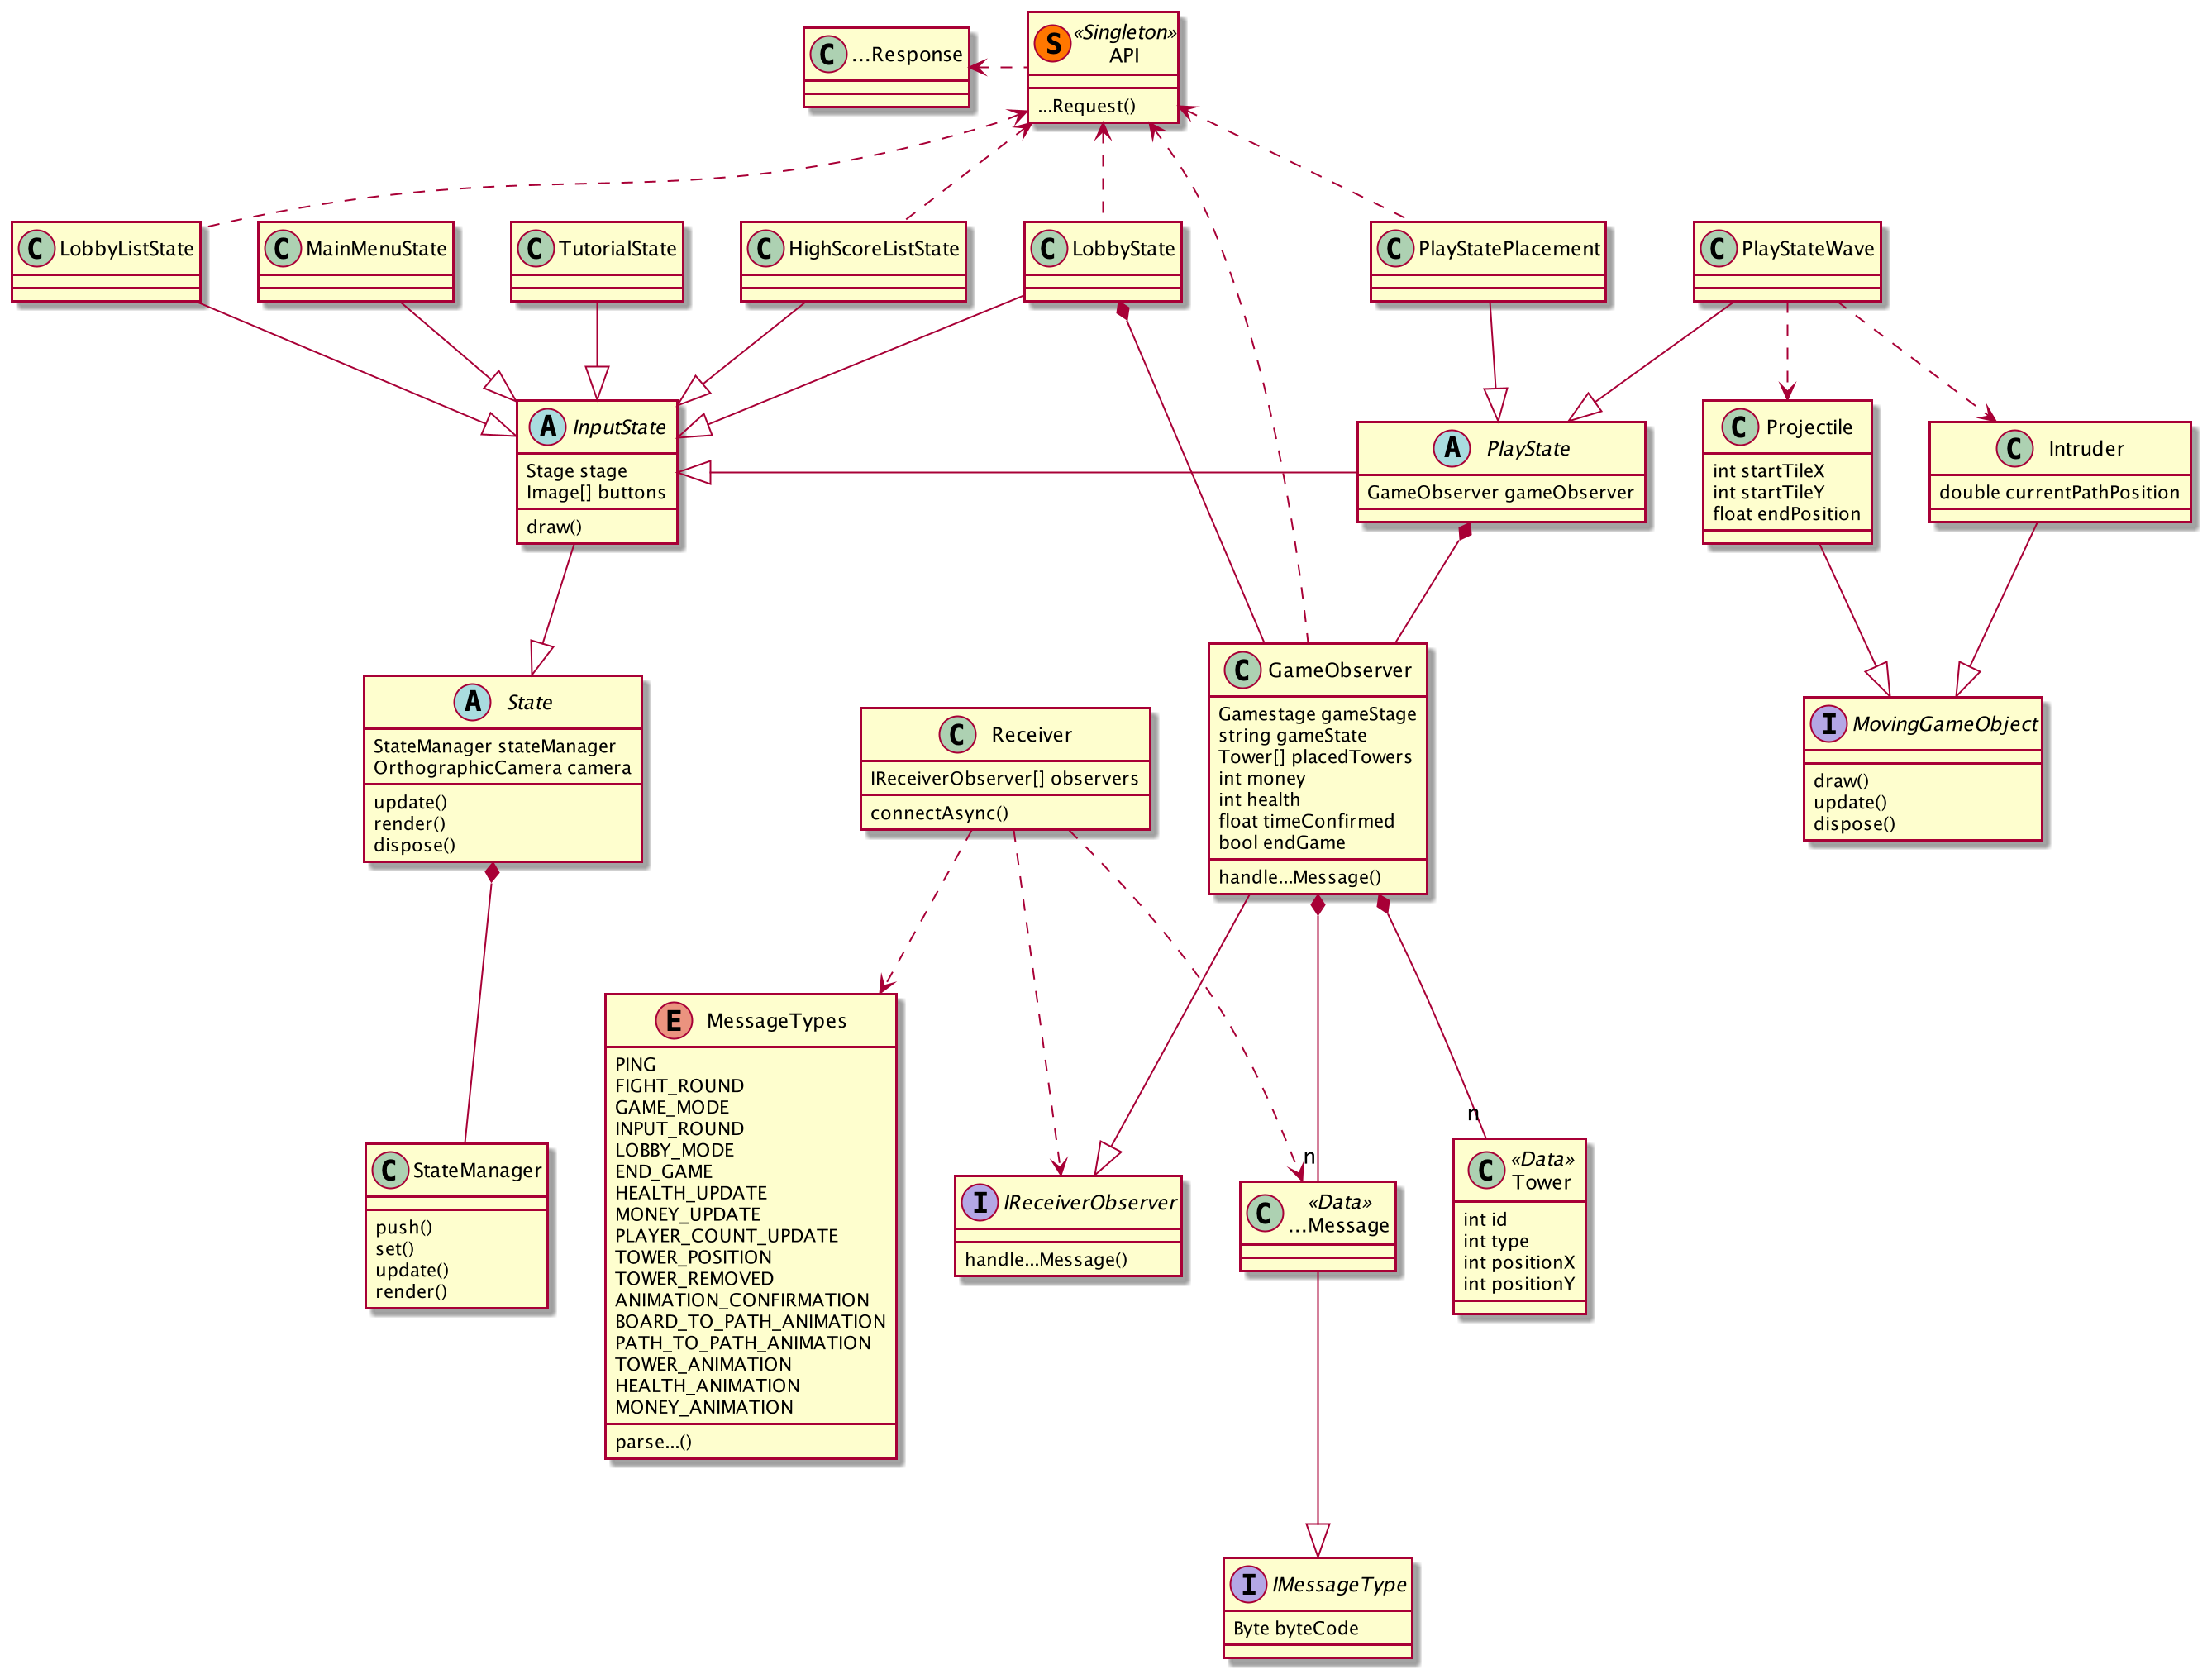 C …Response
S «Singleton»
API
…Request()
C LobbyListState
C MainMenuState
C TutorialState
C HighScoreListState
C LobbyState
C PlayStatePlacement
C PlayStateWave
A InputState
Stage stage
Image[] buttons
draw()
A PlayState
GameObserver gameObserver
C Projectile
int startTileX
int startTileY
float endPosition
C Intruder
double currentPathPosition
A State
StateManager stateManager
OrthographicCamera camera
update()
render()
dispose()
C Receiver
IReceiverObserver[] observers
connectAsync()
C GameObserver
Gamestage gameStage
string gameState
Tower[] placedTowers
int money
int health
float timeConfirmed
bool endGame
handle...Message()
I MovingGameObject
draw()
update()
dispose()
E MessageTypes
PING
FIGHT_ROUND
GAME_MODE
INPUT_ROUND
LOBBY_MODE
END_GAME
HEALTH_UPDATE
MONEY_UPDATE
PLAYER_COUNT_UPDATE
TOWER_POSITION
TOWER_REMOVED
ANIMATION_CONFIRMATION
BOARD_TO_PATH_ANIMATION
PATH_TO_PATH_ANIMATION
TOWER_ANIMATION
HEALTH_ANIMATION
MONEY_ANIMATION
parse...()
C StateManager
push()
set()
update()
render()
I IReceiverObserver
handle...Message()
n
C «Data»
…Message
n
C «Data»
Tower
int id
int type
int positionX
int positionY
I IMessageType
Byte byteCode